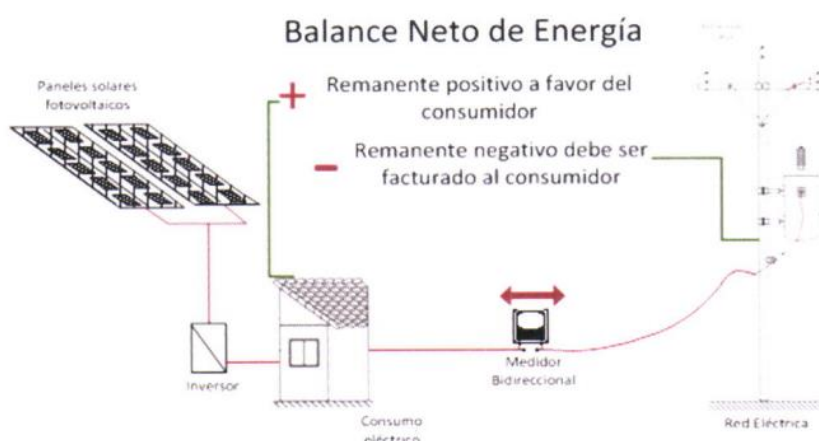 Balance Neto de Energía
Paneles solares
fotovoltaicos
+ Remanente positivo a favor del
consumidor
- Remanente negativo debe ser
facturado al consumidor
Inversor
Medidor
Bidireccional
Consumo
eléctrico
Red Eléctrica